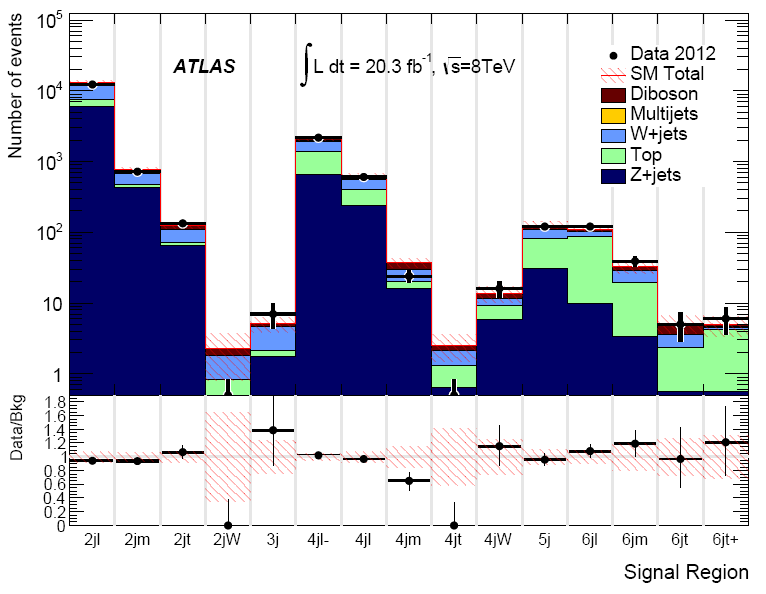 Number of events
10^5
10^4
10^3
10^2
10
1
ATLAS
∫ L dt = 20.3 fb^-1, √s=8TeV
Data 2012
SM Total
Diboson
Multijets
W+jets
Top
Z+jets
Data/Bkg
1.8
1.6
1.4
1.2
1
0.8
0.6
0.4
0.2
0
2jl 2jm 2jt 2jW 3j 4jl- 4jl 4jm 4jt 4jW 5j 6jl 6jm 6jt 6jt+
Signal Region